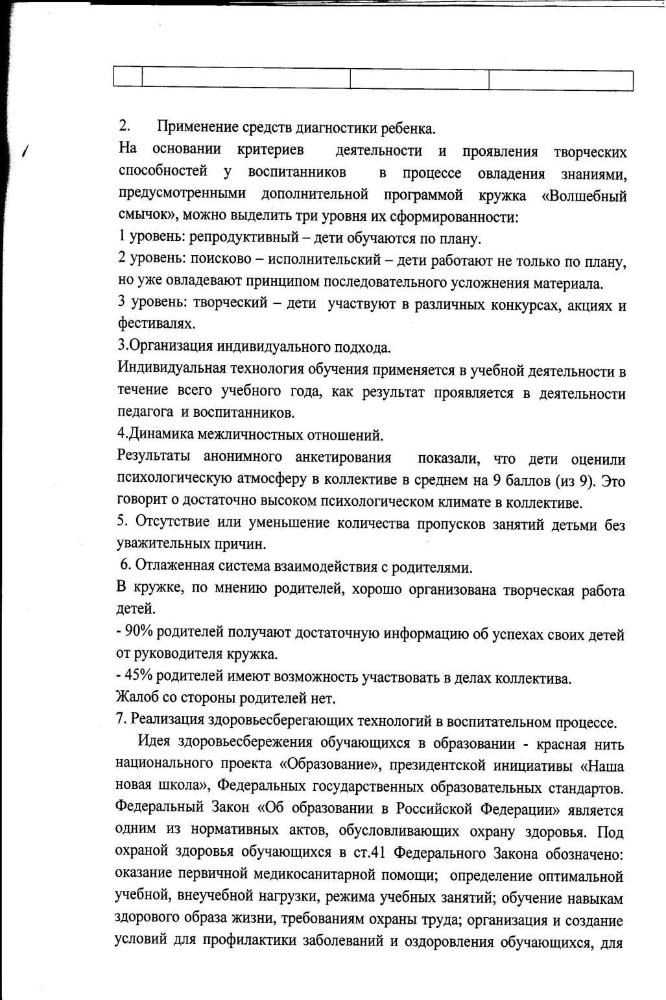 2. Применение средств диагностики ребенка.
На основании критериев деятельности и проявления творческих
способностей у воспитанников в процессе овладения знаниями,
предусмотренными дополнительной программой кружка «Волшебный
смычок», можно выделить три уровня их сформированности:
1 уровень: репродуктивный – дети обучаются по плану.
2 уровень: поисково – исполнительский – дети работают не только по плану,
но уже овладевают принципом последовательного усложнения материала.
3 уровень: творческий – дети участвуют в различных конкурсах, акциях и
фестивалях.
3.Организация индивидуального подхода.
Индивидуальная технология обучения применяется в учебной деятельности в
течение всего учебного года, как результат проявляется в деятельности
педагога и воспитанников.
4.Динамика межличностных отношений.
Результаты анонимного анкетирования показали, что дети оценили
психологическую атмосферу в коллективе в среднем на 9 баллов (из 9). Это
говорит о достаточно высоком психологическом климате в коллективе.
5. Отсутствие или уменьшение количества пропусков занятий детьми без
уважительных причин.
6. Отлаженная система взаимодействия с родителями.
В кружке, по мнению родителей, хорошо организована творческая работа
детей.
- 90% родителей получают достаточную информацию об успехах своих детей
от руководителя кружка.
- 45% родителей имеют возможность участвовать в делах коллектива.
Жалоб со стороны родителей нет.
7. Реализация здоровьесберегающих технологий в воспитательном процессе.
Идея здоровьесбережения обучающихся в образовании - красная нить
национального проекта «Образование», президентской инициативы «Наша
новая школа», Федеральных государственных образовательных стандартов.
Федеральный Закон «Об образовании в Российской Федерации» является
одним из нормативных актов, обусловливающих охрану здоровья. Под
охраной здоровья обучающихся в ст.41 Федерального Закона обозначено:
оказание первичной медикосанитарной помощи; определение оптимальной
учебной, внеучебной нагрузки, режима учебных занятий; обучение навыкам
здорового образа жизни, требованиям охраны труда; организация и создание
условий для профилактики заболеваний и оздоровления обучающихся, для